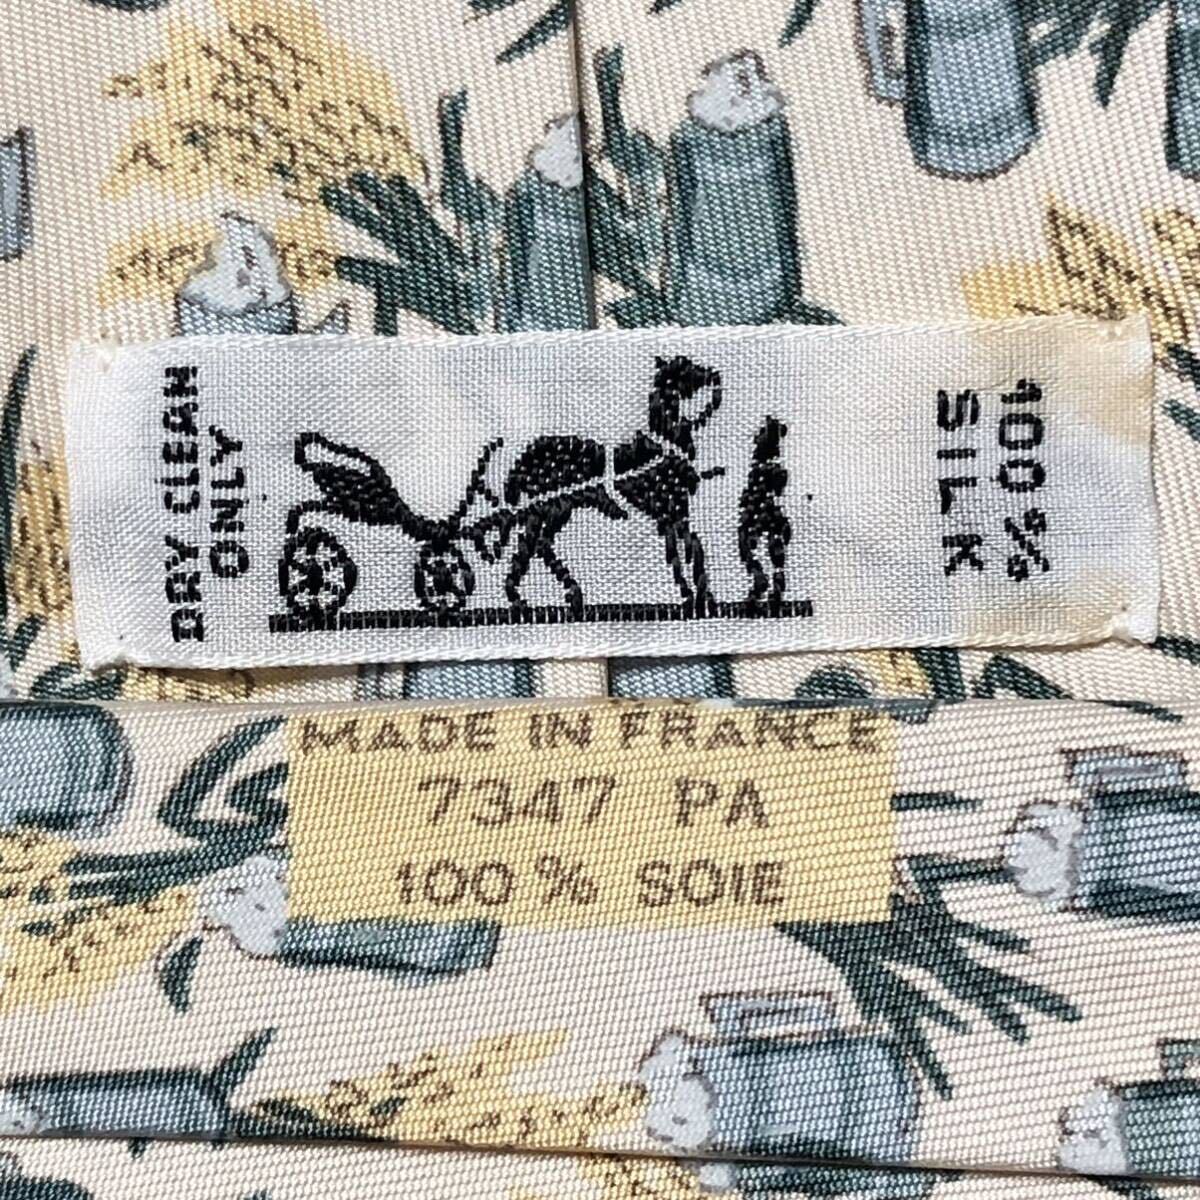 DRY CLEAN
ONLY
100%
SILK
MADE IN FRANCE
7347 PA
100% SOIE